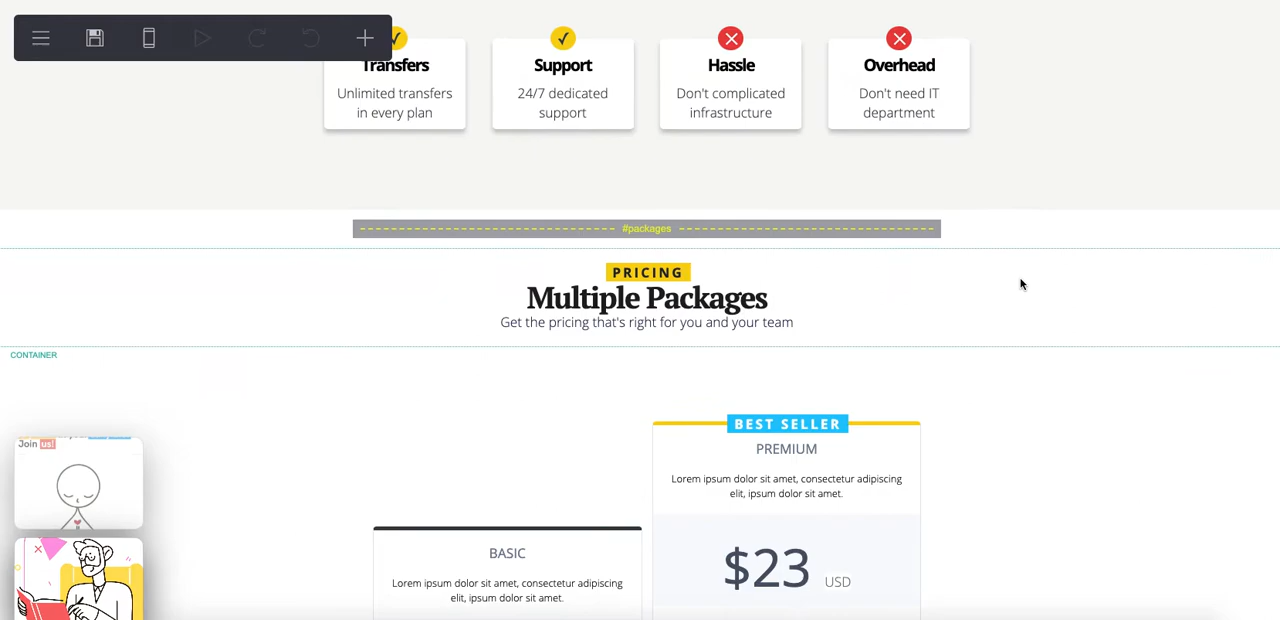 Transfers
Unlimited transfers
in every plan
Support
24/7 dedicated
support
Hassle
Don't complicated
infrastructure
Overhead
Don't need IT
department
#packages
PRICING
Multiple Packages
Get the pricing that's right for you and your team
CONTAINER
Join us!
BEST SELLER
PREMIUM
Lorem ipsum dolor sit amet, consectetur adipiscing
elit, ipsum dolor sit amet.
$23 USD
BASIC
Lorem ipsum dolor sit amet, consectetur adipiscing
elit, ipsum dolor sit amet.